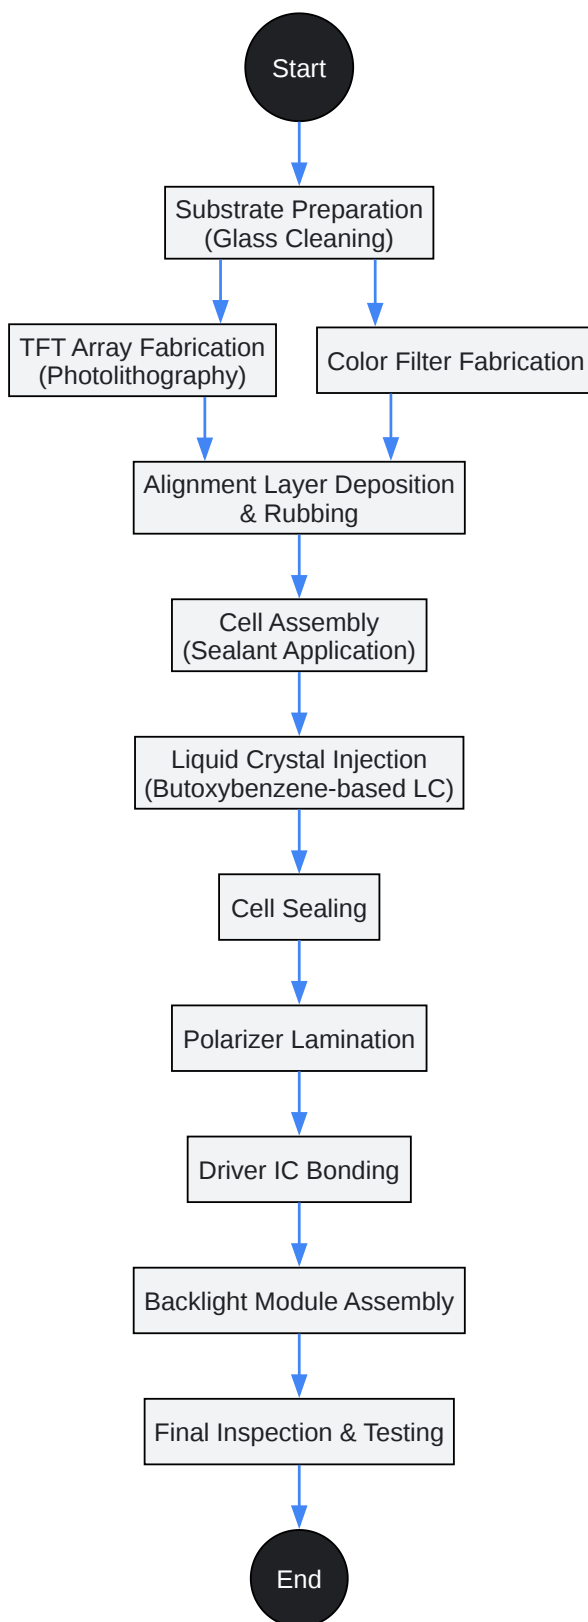 Start
Substrate Preparation
(Glass Cleaning)
TFT Array Fabrication
(Photolithography)
Color Filter Fabrication
Alignment Layer Deposition
& Rubbing
Cell Assembly
(Sealant Application)
Liquid Crystal Injection
(Butoxybenzene-based LC)
Cell Sealing
Polarizer Lamination
Driver IC Bonding
Backlight Module Assembly
Final Inspection & Testing
End